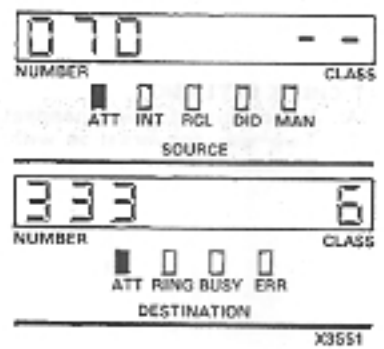 070 --
NUMBER CLASS
ATT INT RCL DID MAN
SOURCE
333 6
NUMBER CLASS
ATT RING BUSY ERR
DESTINATION
X3551